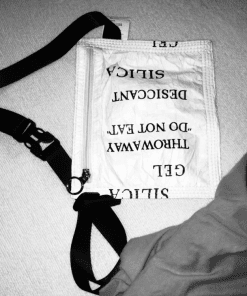 SILICA
GEL
THROWAWAY
"DO NOT EAT"
DESICCANT
SILICA
GEL